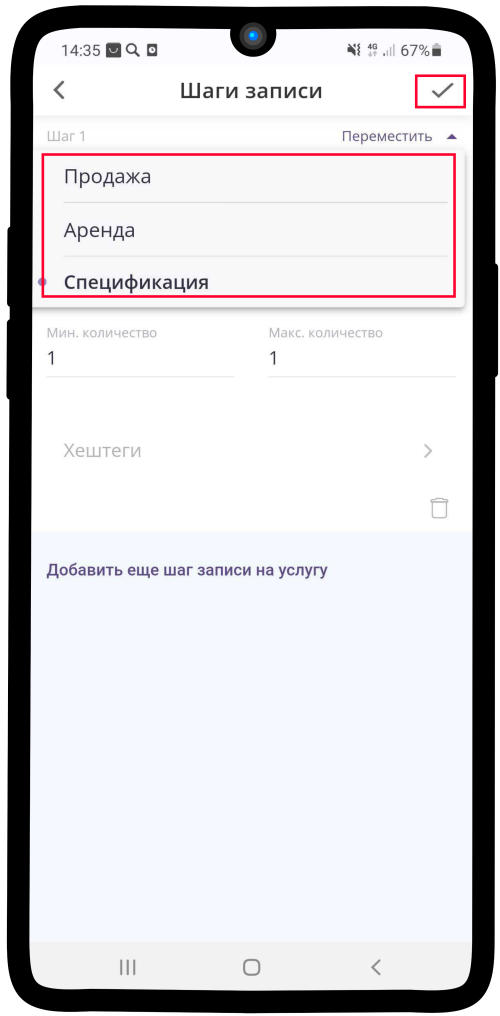 14:35 4G 67%
Шаги записи
Шаг 1 Переместить
Продажа
Аренда
Спецификация
Мин. количество Макс. количество
1 1
Хештеги
Добавить еще шаг записи на услугу